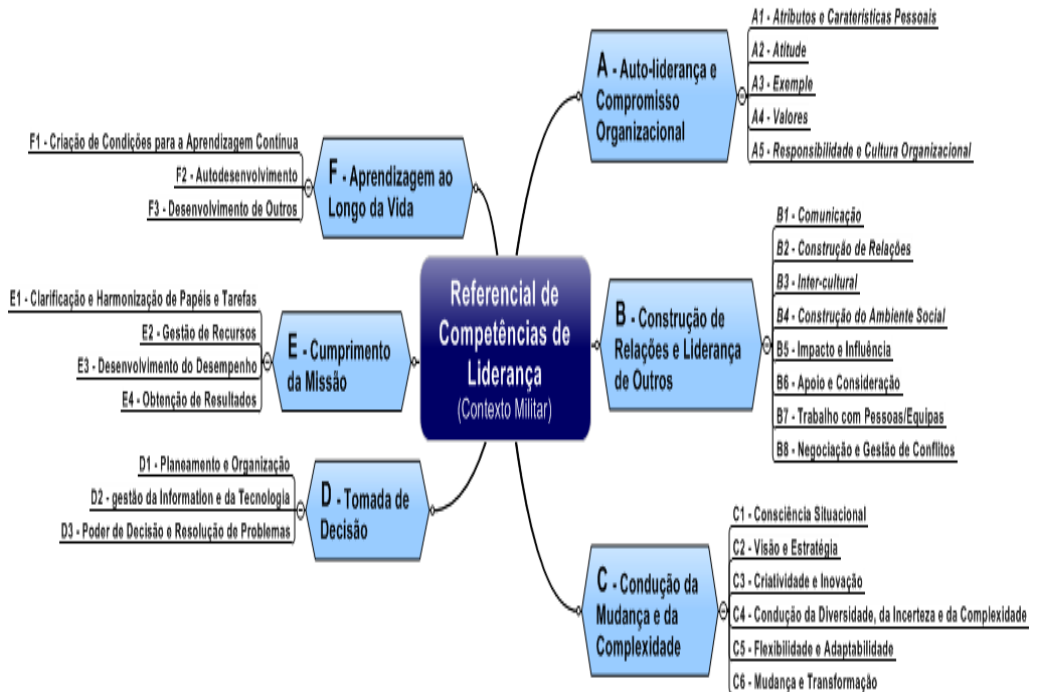 Referencial de
Competências de
Liderança
(Contexto Militar)
A - Auto-liderança e
Compromisso
Organizacional
A1 - Atributos e Caraterísticas Pessoais
A2 - Atitude
A3 - Exemple
A4 - Valores
A5 - Responsibilidade e Cultura Organizacional
B - Construção de
Relações e Liderança
de Outros
B1 - Comunicação
B2 - Construção de Relações
B3 - Inter-cultural
B4 - Construção do Ambiente Social
B5 - Impacto e Influência
B6 - Apoio e Consideração
B7 - Trabalho com Pessoas/Equipas
B8 - Negociação e Gestão de Conflitos
C - Condução da
Mudança e da
Complexidade
C1 - Consciência Situacional
C2 - Visão e Estratégia
C3 - Criatividade e Inovação
C4 - Condução da Diversidade, da Incerteza e da Complexidade
C5 - Flexibilidade e Adaptabilidade
C6 - Mudança e Transformação
D - Tomada de
Decisão
D1 - Planeamento e Organização
D2 - gestão da Information e da Tecnologia
D3 - Poder de Decisão e Resolução de Problemas
E - Cumprimento
da Missão
E1 - Clarificação e Harmonização de Papéis e Tarefas
E2 - Gestão de Recursos
E3 - Desenvolvimento do Desempenho
E4 - Obtenção de Resultados
F - Aprendizagem ao
Longo da Vida
F1 - Criação de Condições para a Aprendizagem Contínua
F2 - Autodesenvolvimento
F3 - Desenvolvimento de Outros